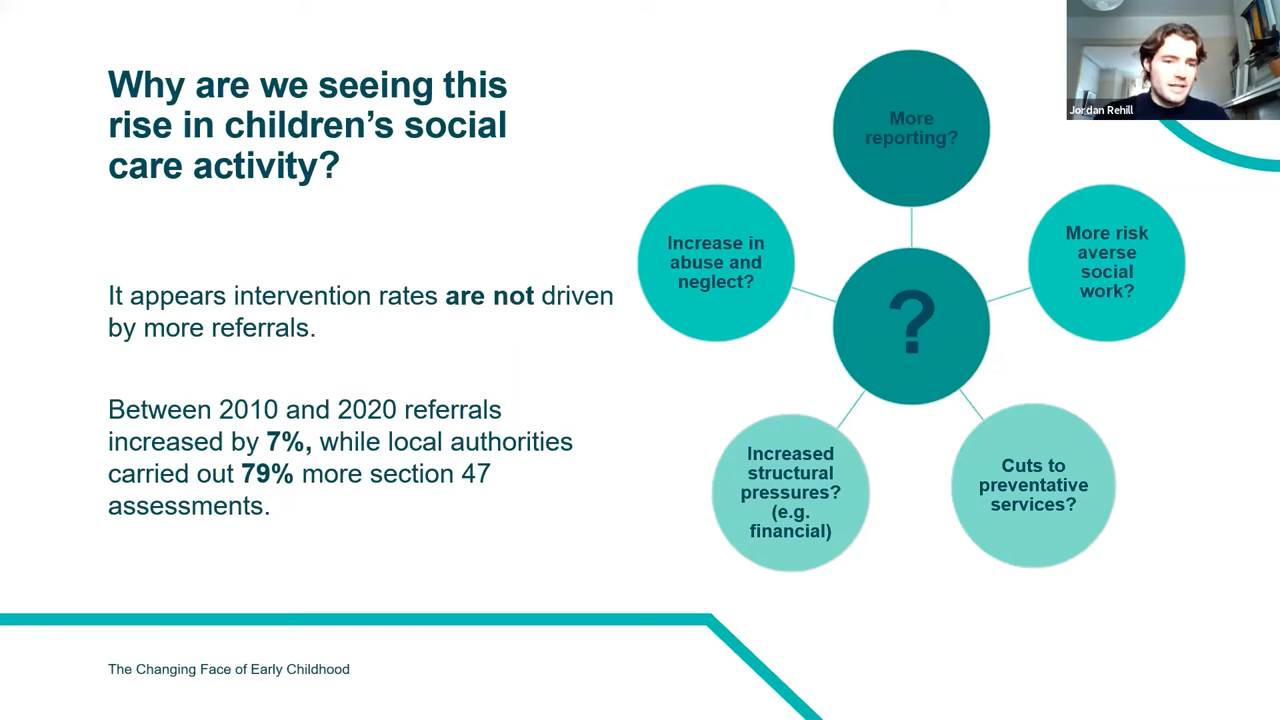 Why are we seeing this
rise in children's social
care activity?
It appears intervention rates are not driven
by more referrals.
Between 2010 and 2020 referrals
increased by 7%, while local authorities
carried out 79% more section 47
assessments.
More
reporting?
Increase in
abuse and
neglect?
More risk
averse
social
work?
?
Increased
structural
pressures?
(e.g.
financial)
Cuts to
preventative
services?
Jordan Rehill
The Changing Face of Early Childhood